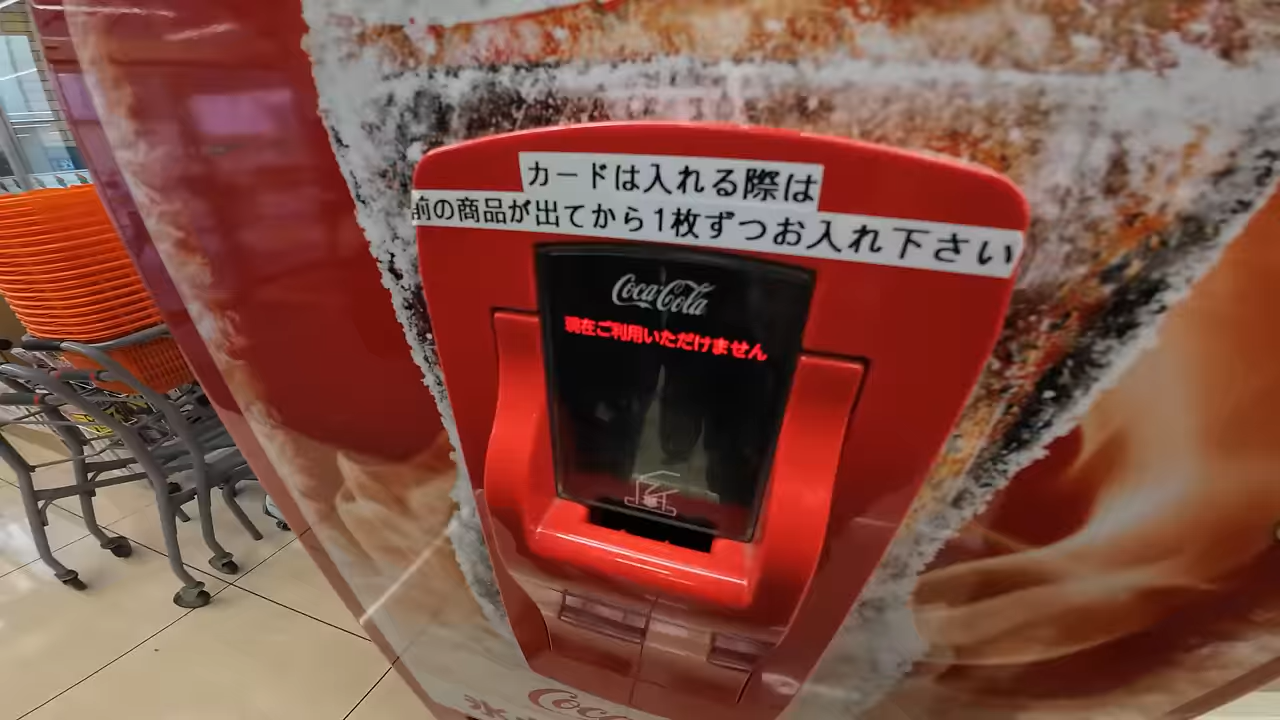 カードは入れる際は
前の商品が出てから1枚ずつお入れ下さい
Coca-Cola
現在ご利用いただけません
Coca